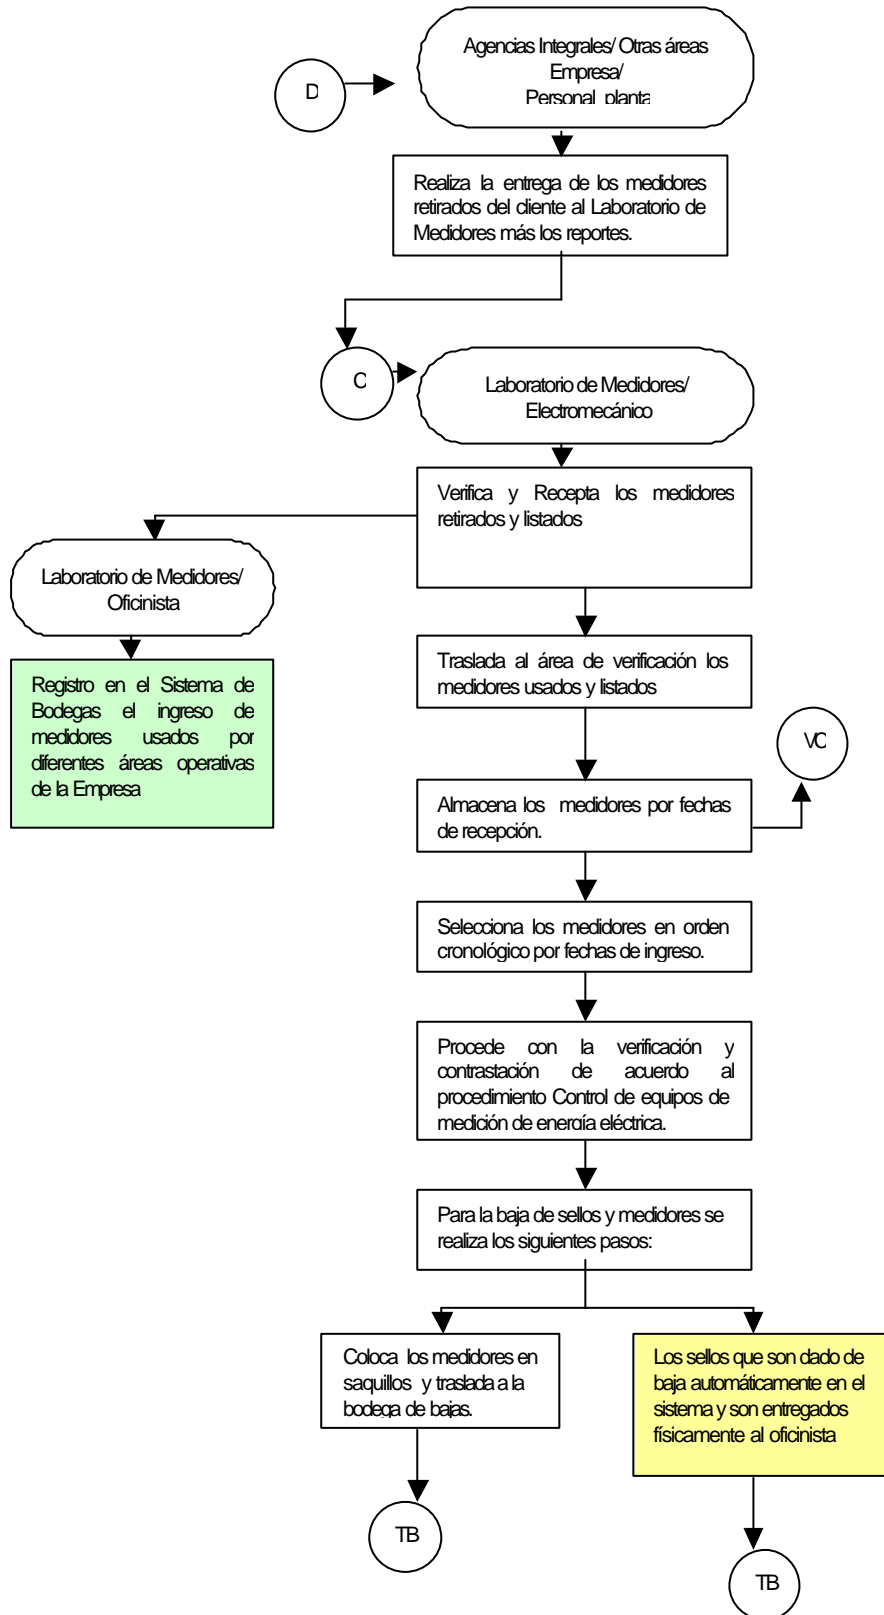 Agencias Integrales/ Otras áreas
Empresa/
Personal planta
D
Realiza la entrega de los medidores
retirados del cliente al Laboratorio de
Medidores más los reportes.
C
Laboratorio de Medidores/
Electromecánico
Verifica y Recepta los medidores
retirados y listados
Laboratorio de Medidores/
Oficinista
Registro en el Sistema de
Bodegas el ingreso de
medidores usados por
diferentes áreas operativas
de la Empresa
Traslada al área de verificación los
medidores usados y listados
VC
Almacena los medidores por fechas
de recepción.
Selecciona los medidores en orden
cronológico por fechas de ingreso.
Procede con la verificación y
contrastación de acuerdo al
procedimiento Control de equipos de
medición de energía eléctrica.
Para la baja de sellos y medidores se
realiza los siguientes pasos:
Coloca los medidores en
saquillos y traslada a la
bodega de bajas.
Los sellos que son dado de
baja automáticamente en el
sistema y son entregados
físicamente al oficinista
TB
TB